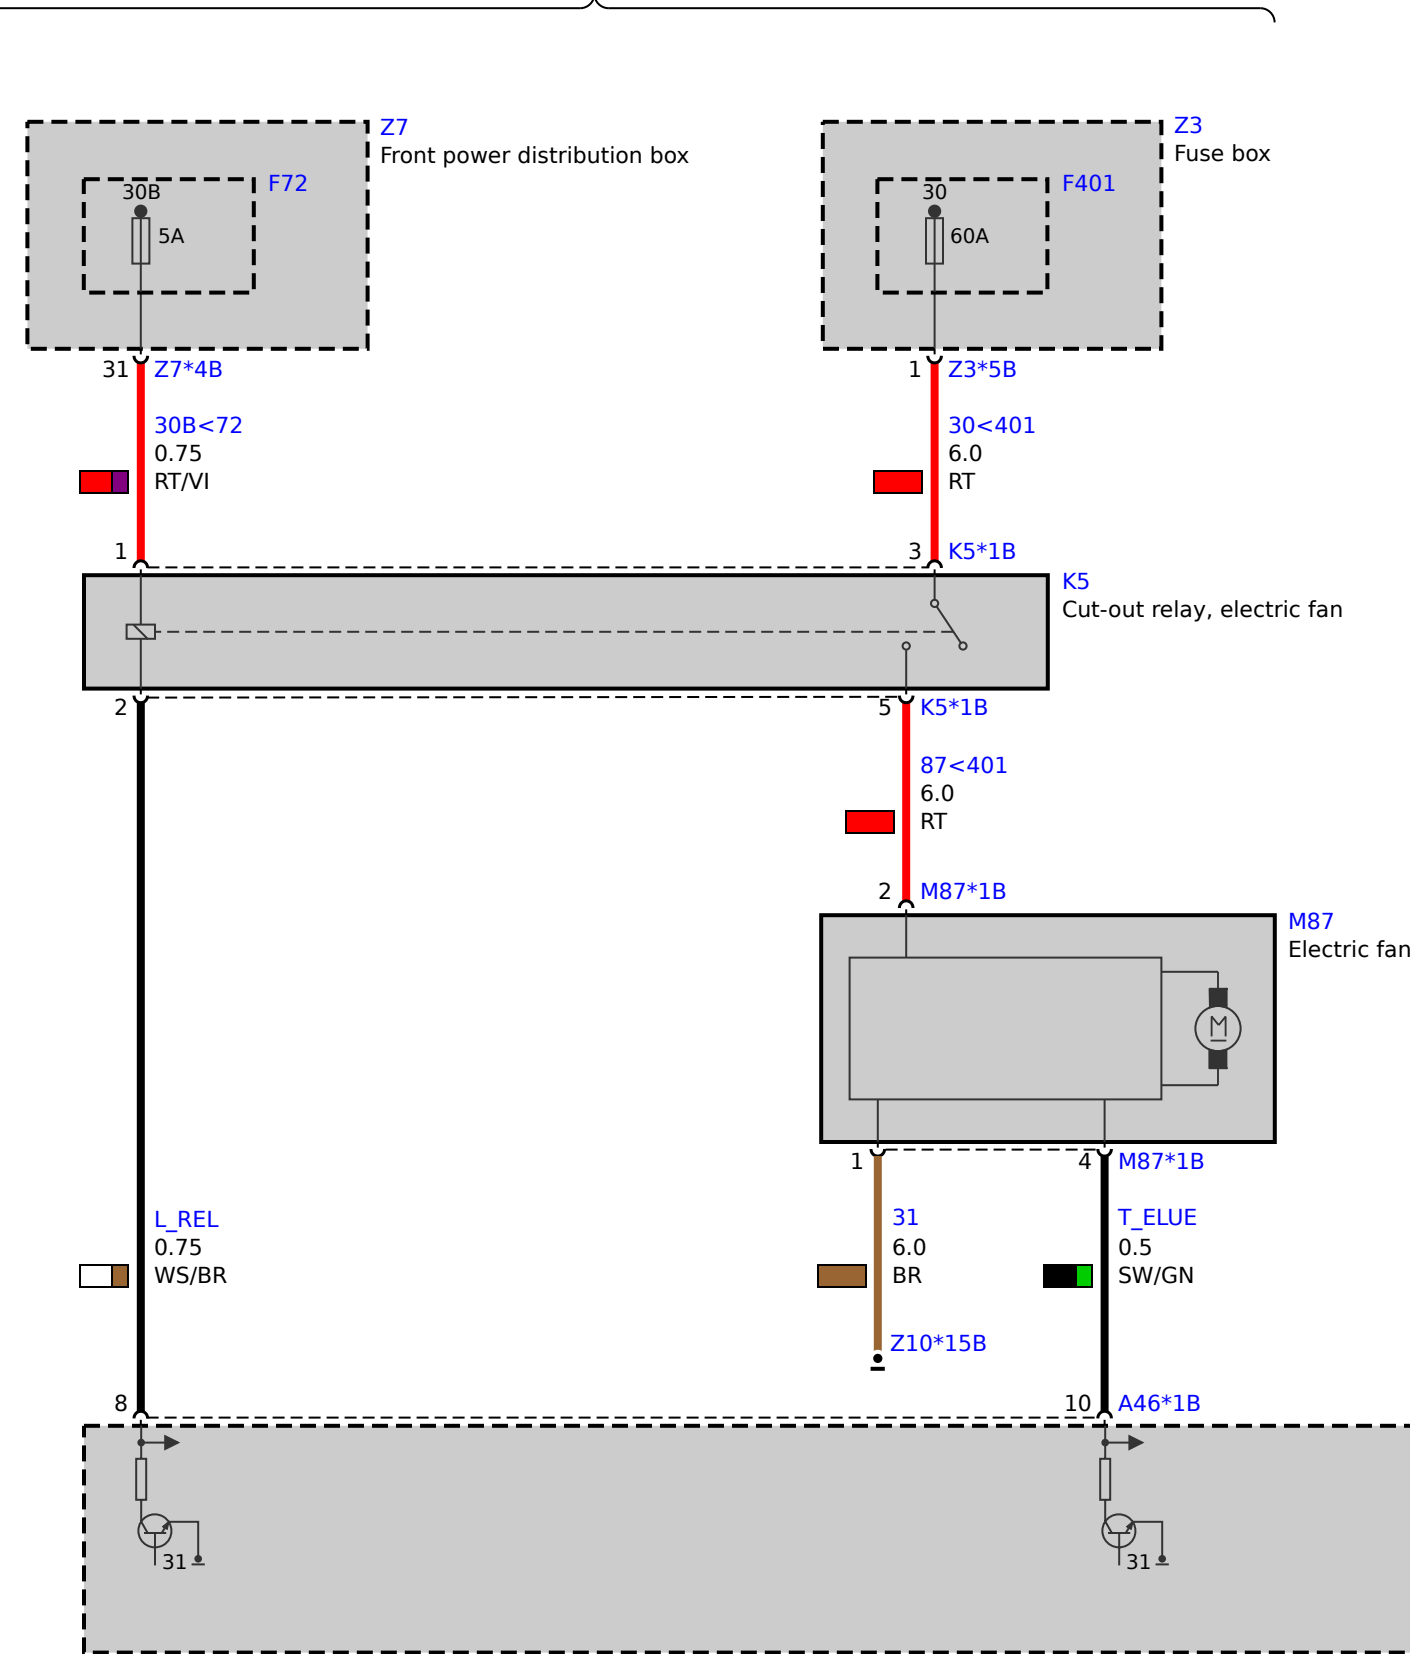 Z7
Front power distribution box
F72
30B
5A
Z3
Fuse box
F401
30
60A
31 Z7*4B
30B<72
0.75
RT/VI
1 Z3*5B
30<401
6.0
RT
1
3 K5*1B
K5
Cut-out relay, electric fan
2
5 K5*1B
87<401
6.0
RT
2 M87*1B
M87
Electric fan
M
1
4 M87*1B
L_REL
0.75
WS/BR
31
6.0
BR
T_ELUE
0.5
SW/GN
Z10*15B
8
10 A46*1B
31
31